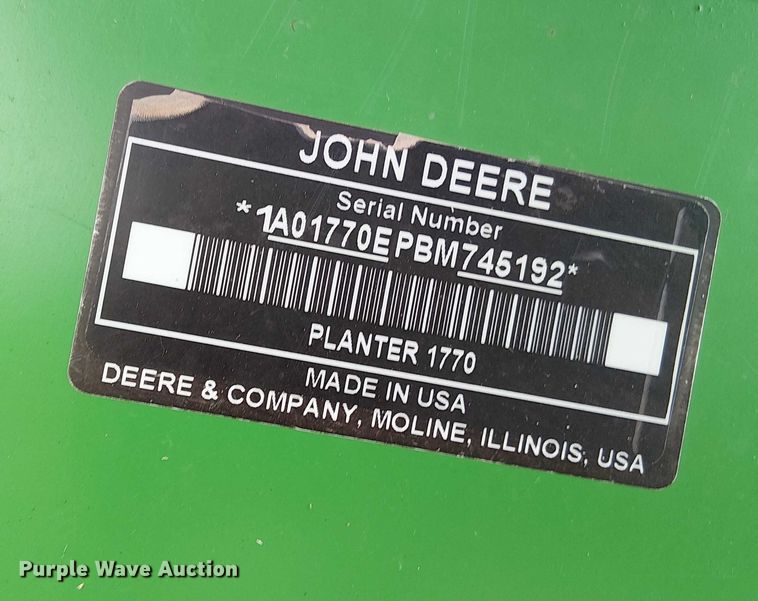 JOHN DEERE
Serial Number
*1A01770EPBM745192*
PLANTER 1770
MADE IN USA
DEERE & COMPANY, MOLINE, ILLINOIS, USA
Purple Wave Auction